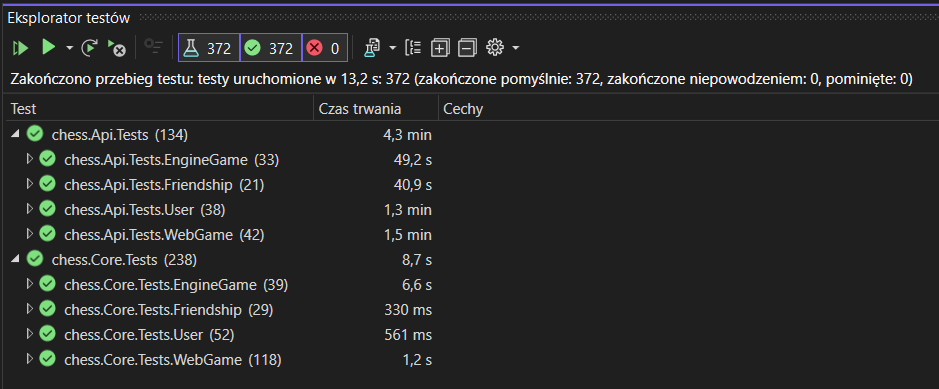 Eksplorator testów
372 372 0
Zakończono przebieg testu: testy uruchomione w 13,2 s: 372 (zakończone pomyślnie: 372, zakończone niepowodzeniem: 0, pominięte: 0)
Test Czas trwania Cechy
chess.Api.Tests (134) 4,3 min
chess.Api.Tests.EngineGame (33) 49,2 s
chess.Api.Tests.Friendship (21) 40,9 s
chess.Api.Tests.User (38) 1,3 min
chess.Api.Tests.WebGame (42) 1,5 min
chess.Core.Tests (238) 8,7 s
chess.Core.Tests.EngineGame (39) 6,6 s
chess.Core.Tests.Friendship (29) 330 ms
chess.Core.Tests.User (52) 561 ms
chess.Core.Tests.WebGame (118) 1,2 s